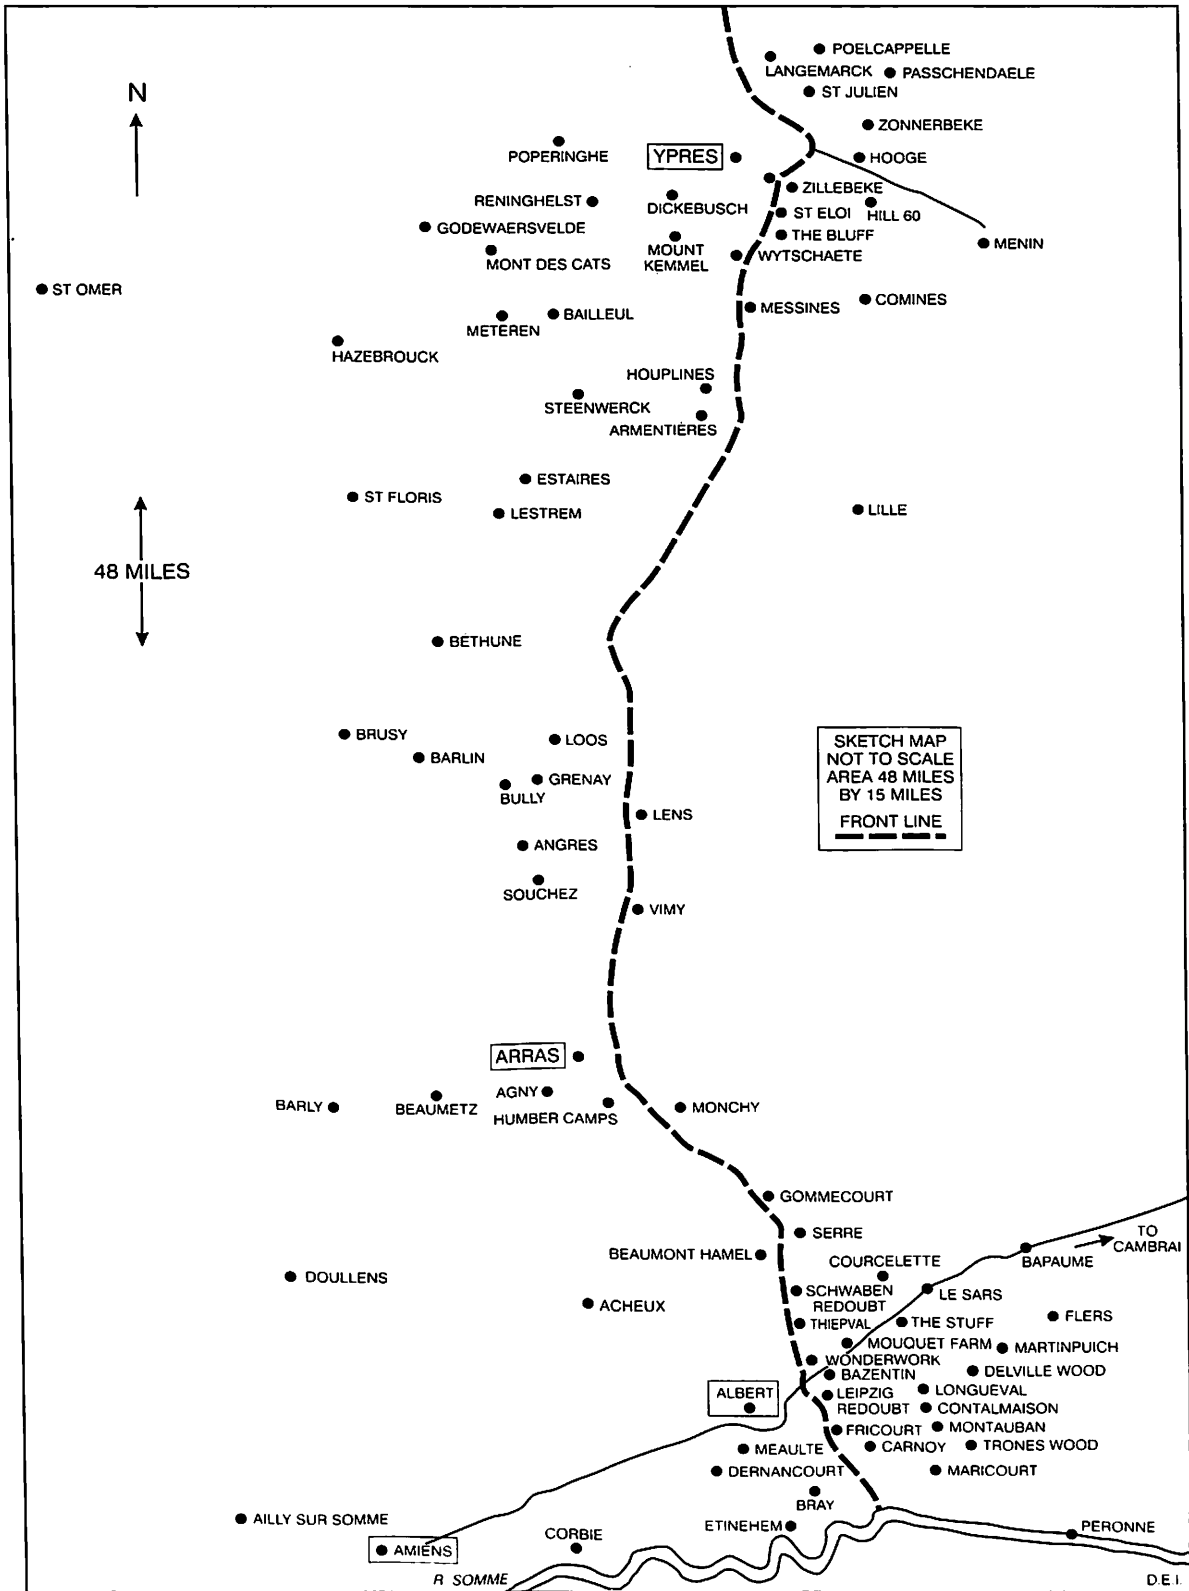 POELCAPPELLE
LANGEMARCK
PASSCHENDAELE
ST JULIEN
N
ZONNERBEKE
POPERINGHE
YPRES
HOOGE
ZILLEBEKE
RENINGHELST
DICKEBUSCH
ST ELOI
HILL 60
GODEWAERSVELDE
THE BLUFF
MENIN
MONT DES CATS
MOUNT
KEMMEL
WYTSCHAETE
ST OMER
COMINES
MESSINES
METEREN
BAILLEUL
HAZEBROUCK
HOUPLINES
STEENWERCK
ARMENTIÈRES
ESTAIRES
ST FLORIS
LESTREM
LILLE
48 MILES
BETHUNE
BRUSY
LOOS
BARLIN
GRENAY
BULLY
SKETCH MAP
NOT TO SCALE
AREA 48 MILES
BY 15 MILES
FRONT LINE
LENS
ANGRES
SOUCHEZ
VIMY
ARRAS
AGNY
BARLY
BEAUMETZ
HUMBER CAMPS
MONCHY
GOMMECOURT
SERRE
TO
CAMBRAI
BEAUMONT HAMEL
COURCELETTE
BAPAUME
DOULLENS
SCHWABEN
REDOUBT
LE SARS
ACHEUX
THIEPVAL
THE STUFF
FLERS
MOUQUET FARM
MARTINPUICH
WONDERWORK
BAZENTIN
DELVILLE WOOD
ALBERT
LEIPZIG
REDOUBT
LONGUEVAL
CONTALMAISON
FRICOURT
MONTAUBAN
MEAULTE
CARNOY
TRONES WOOD
DERNANCOURT
MARICOURT
BRAY
AILLY SUR SOMME
ETINEHEM
PERONNE
CORBIE
AMIENS
R SOMME
D.E.I.